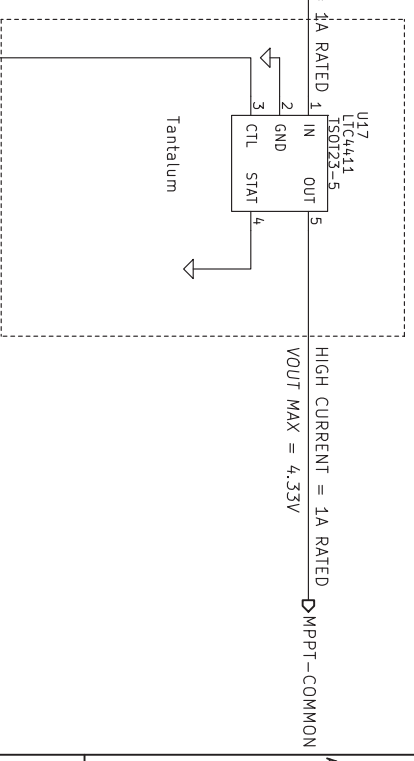 1A RATED
U17
LTC4411
TSOT23-5
1 IN OUT 5
2 GND
3 CTL STAT 4
Tantalum
HIGH CURRENT = 1A RATED
VOUT MAX = 4.33V
MPPT-COMMON